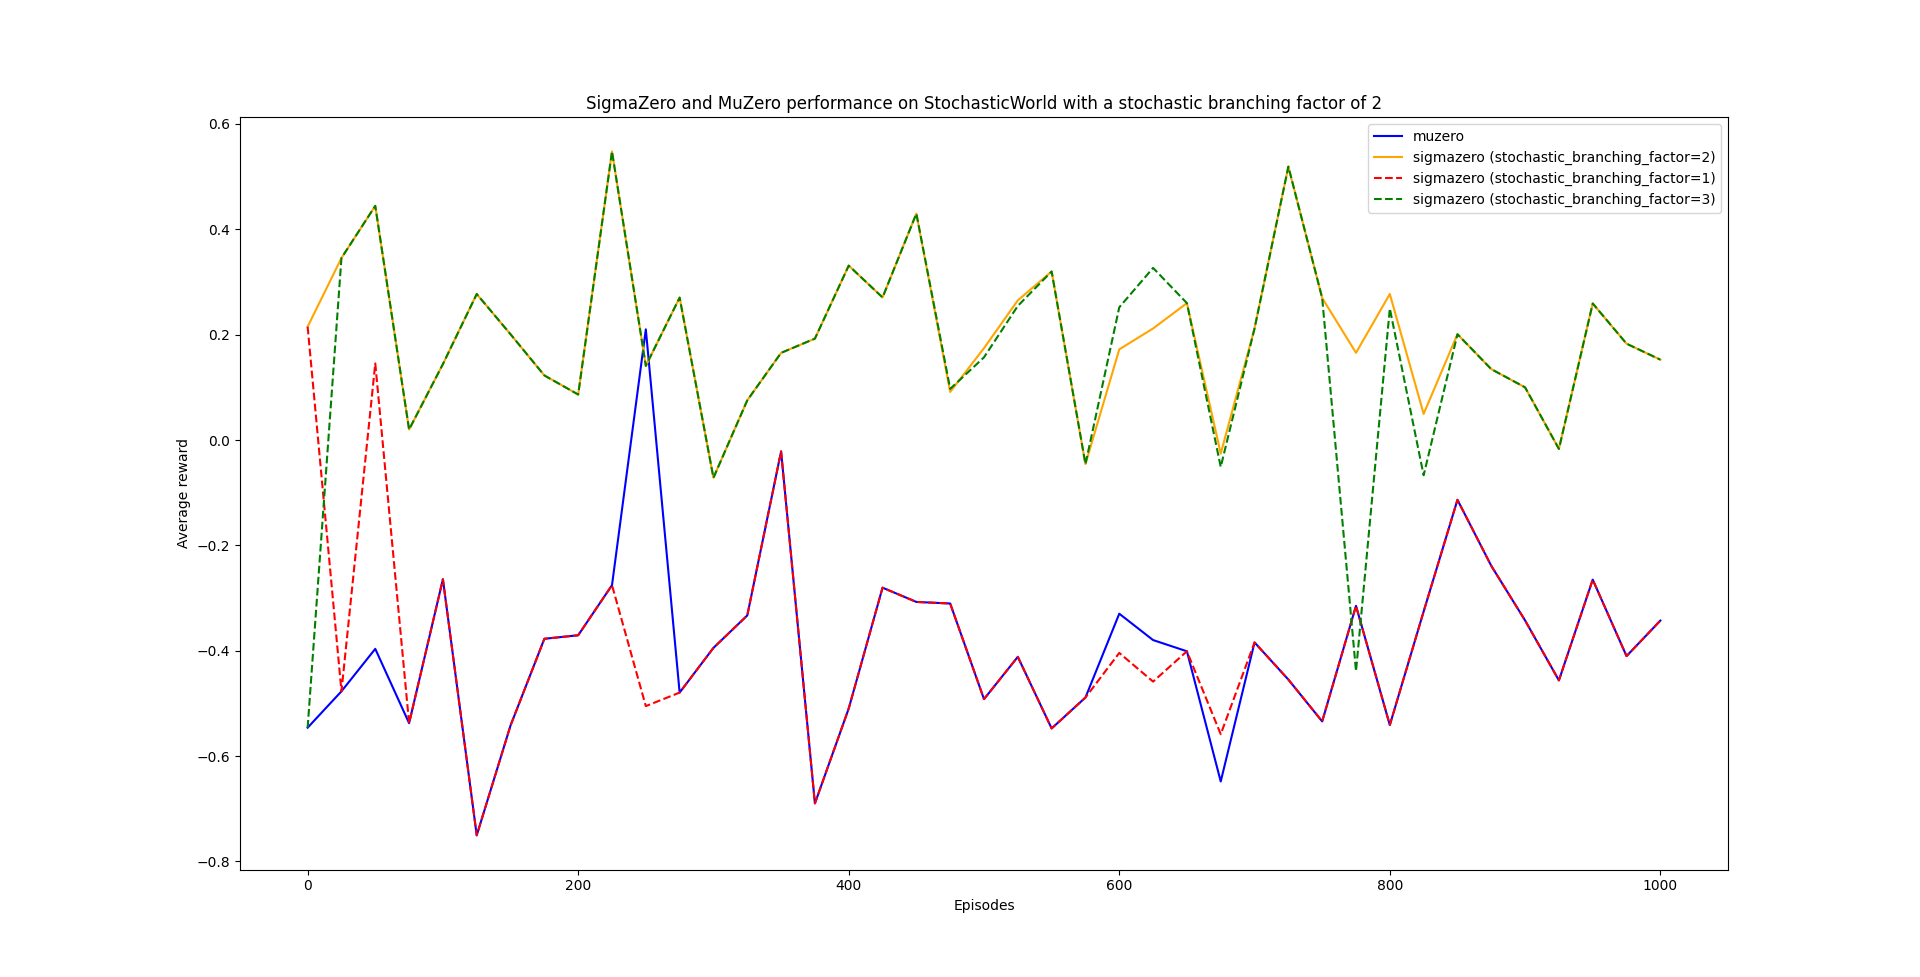 SigmaZero and MuZero performance on StochasticWorld with a stochastic branching factor of 2
muzero
sigmazero (stochastic_branching_factor=2)
sigmazero (stochastic_branching_factor=1)
sigmazero (stochastic_branching_factor=3)
Average reward
0.6
0.4
0.2
0.0
−0.2
−0.4
−0.6
−0.8
0 200 400 600 800 1000
Episodes